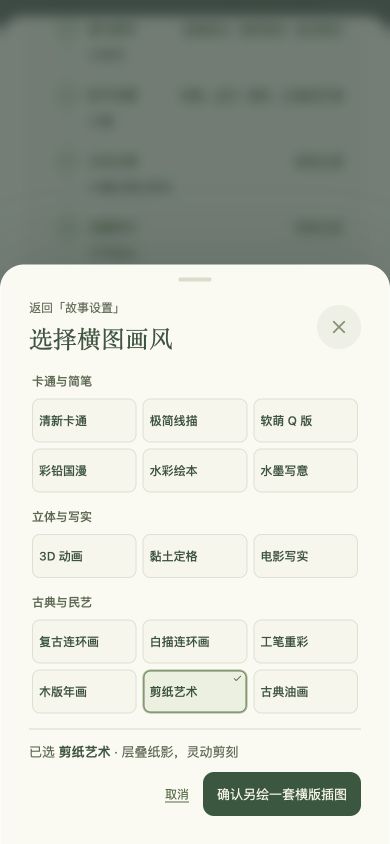 返回「故事设置」
选择横图画风
卡通与简笔
清新卡通 极简线描 软萌 Q 版
彩铅国漫 水彩绘本 水墨写意
立体与写实
3D 动画 黏土定格 电影写实
古典与民艺
复古连环画 白描连环画 工笔重彩
木版年画 剪纸艺术 古典油画
已选 剪纸艺术 · 层叠纸影，灵动剪刻
取消 确认另绘一套横版插图